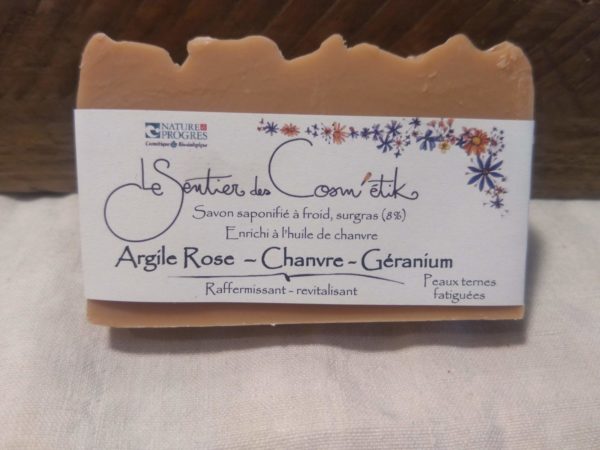 NATURE &
PROGRES
Cosmétique & Bioécologique
Le Sentier des Cosm'étik
Savon saponifié à froid, surgras (8%)
Enrichi à l'huile de chanvre
Argile Rose – Chanvre – Géranium
Raffermissant - revitalisant
Peaux ternes
fatiguées